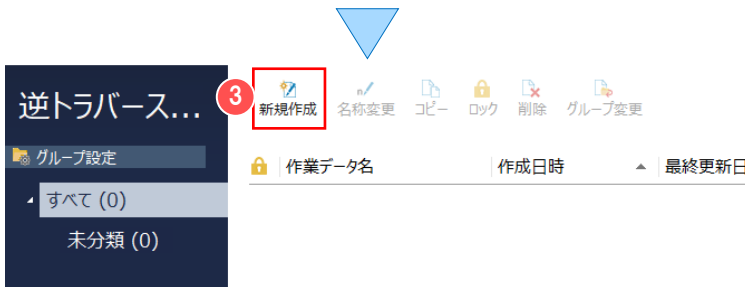 逆トラバース...
3
新規作成
名称変更
コピー
ロック
削除
グループ変更
グループ設定
作業データ名
作成日時
最終更新日
すべて (0)
未分類 (0)